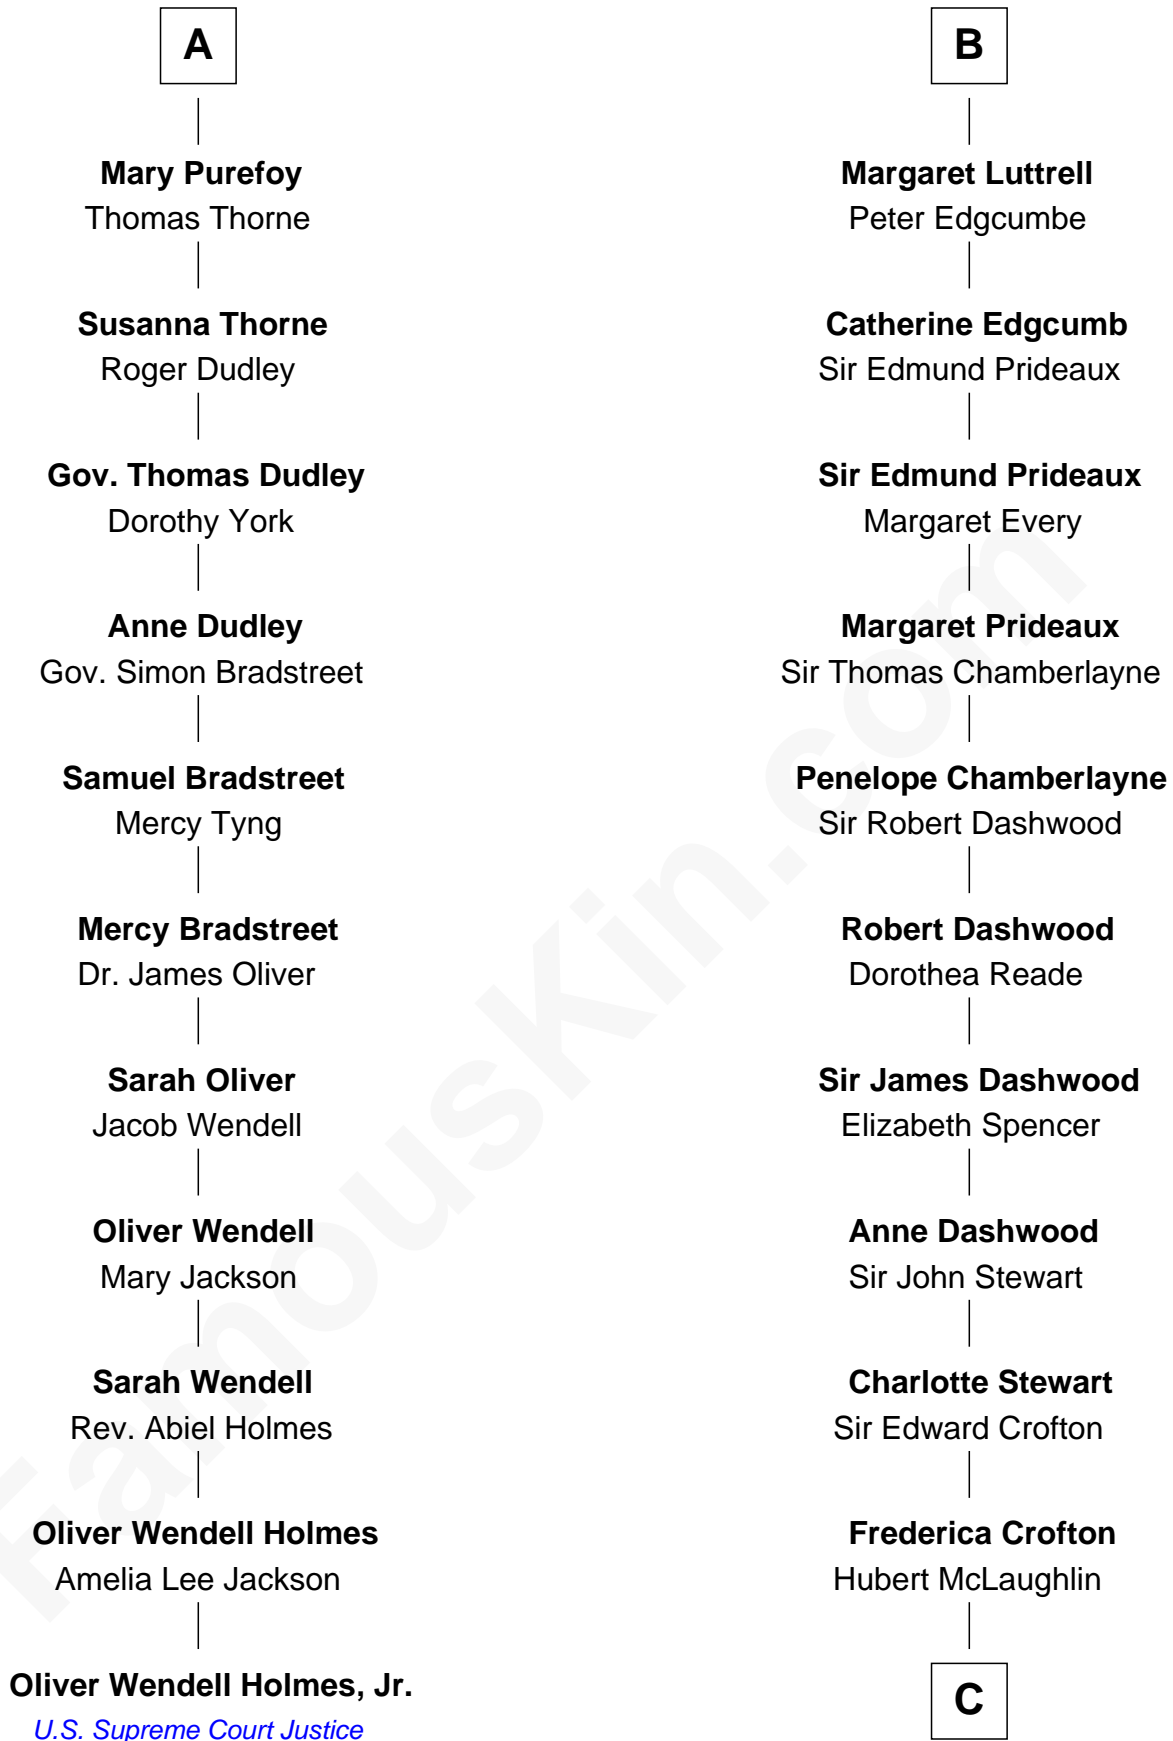 A
Mary Purefoy
Thomas Thorne
Susanna Thorne
Roger Dudley
Gov. Thomas Dudley
Dorothy York
Anne Dudley
Gov. Simon Bradstreet
Samuel Bradstreet
Mercy Tyng
Mercy Bradstreet
Dr. James Oliver
Sarah Oliver
Jacob Wendell
Oliver Wendell
Mary Jackson
Sarah Wendell
Rev. Abiel Holmes
Oliver Wendell Holmes
Amelia Lee Jackson
Oliver Wendell Holmes, Jr.
U.S. Supreme Court Justice
B
Margaret Luttrell
Peter Edgcumbe
Catherine Edgcumb
Sir Edmund Prideaux
Sir Edmund Prideaux
Margaret Every
Margaret Prideaux
Sir Thomas Chamberlayne
Penelope Chamberlayne
Sir Robert Dashwood
Robert Dashwood
Dorothea Reade
Sir James Dashwood
Elizabeth Spencer
Anne Dashwood
Sir John Stewart
Charlotte Stewart
Sir Edward Crofton
Frederica Crofton
Hubert McLaughlin
C
FamousKin.com